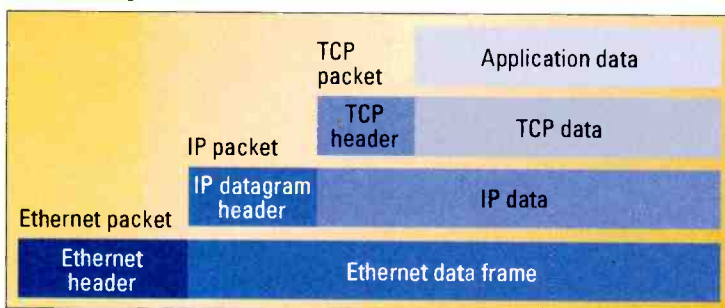 TCP
packet
Application data
TCP
header
TCP data
IP packet
IP datagram
header
IP data
Ethernet packet
Ethernet
header
Ethernet data frame